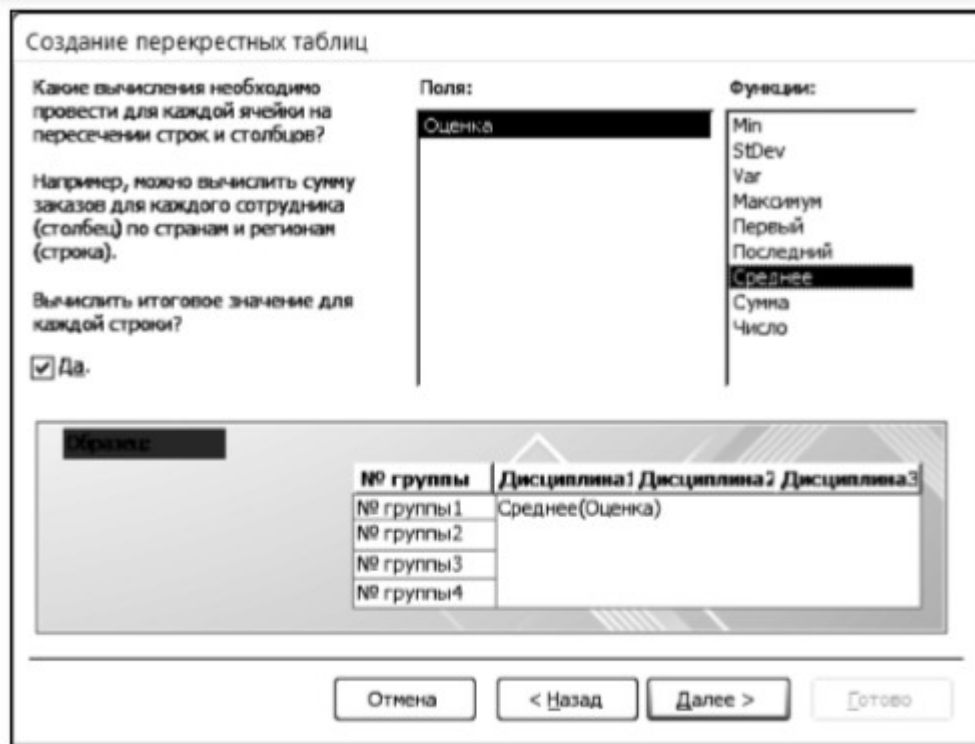 Создание перекрестных таблиц
Какие вычисления необходимо
провести для каждой ячейки на
пересечении строк и столбцов?
Например, можно вычислить сумму
заказов для каждого сотрудника
(столбец) по странам и регионам
(строка).
Вычислить итоговое значение для
каждой строки?
Да.
Поля:
Оценка
Функции:
Min
StDev
Var
Максимум
Первый
Последний
Среднее
Сумма
Число
Образец:
№ группы Дисциплина1 Дисциплина2 Дисциплина3
№ группы1 Среднее(Оценка)
№ группы2
№ группы3
№ группы4
Отмена < Назад Далее > Готово